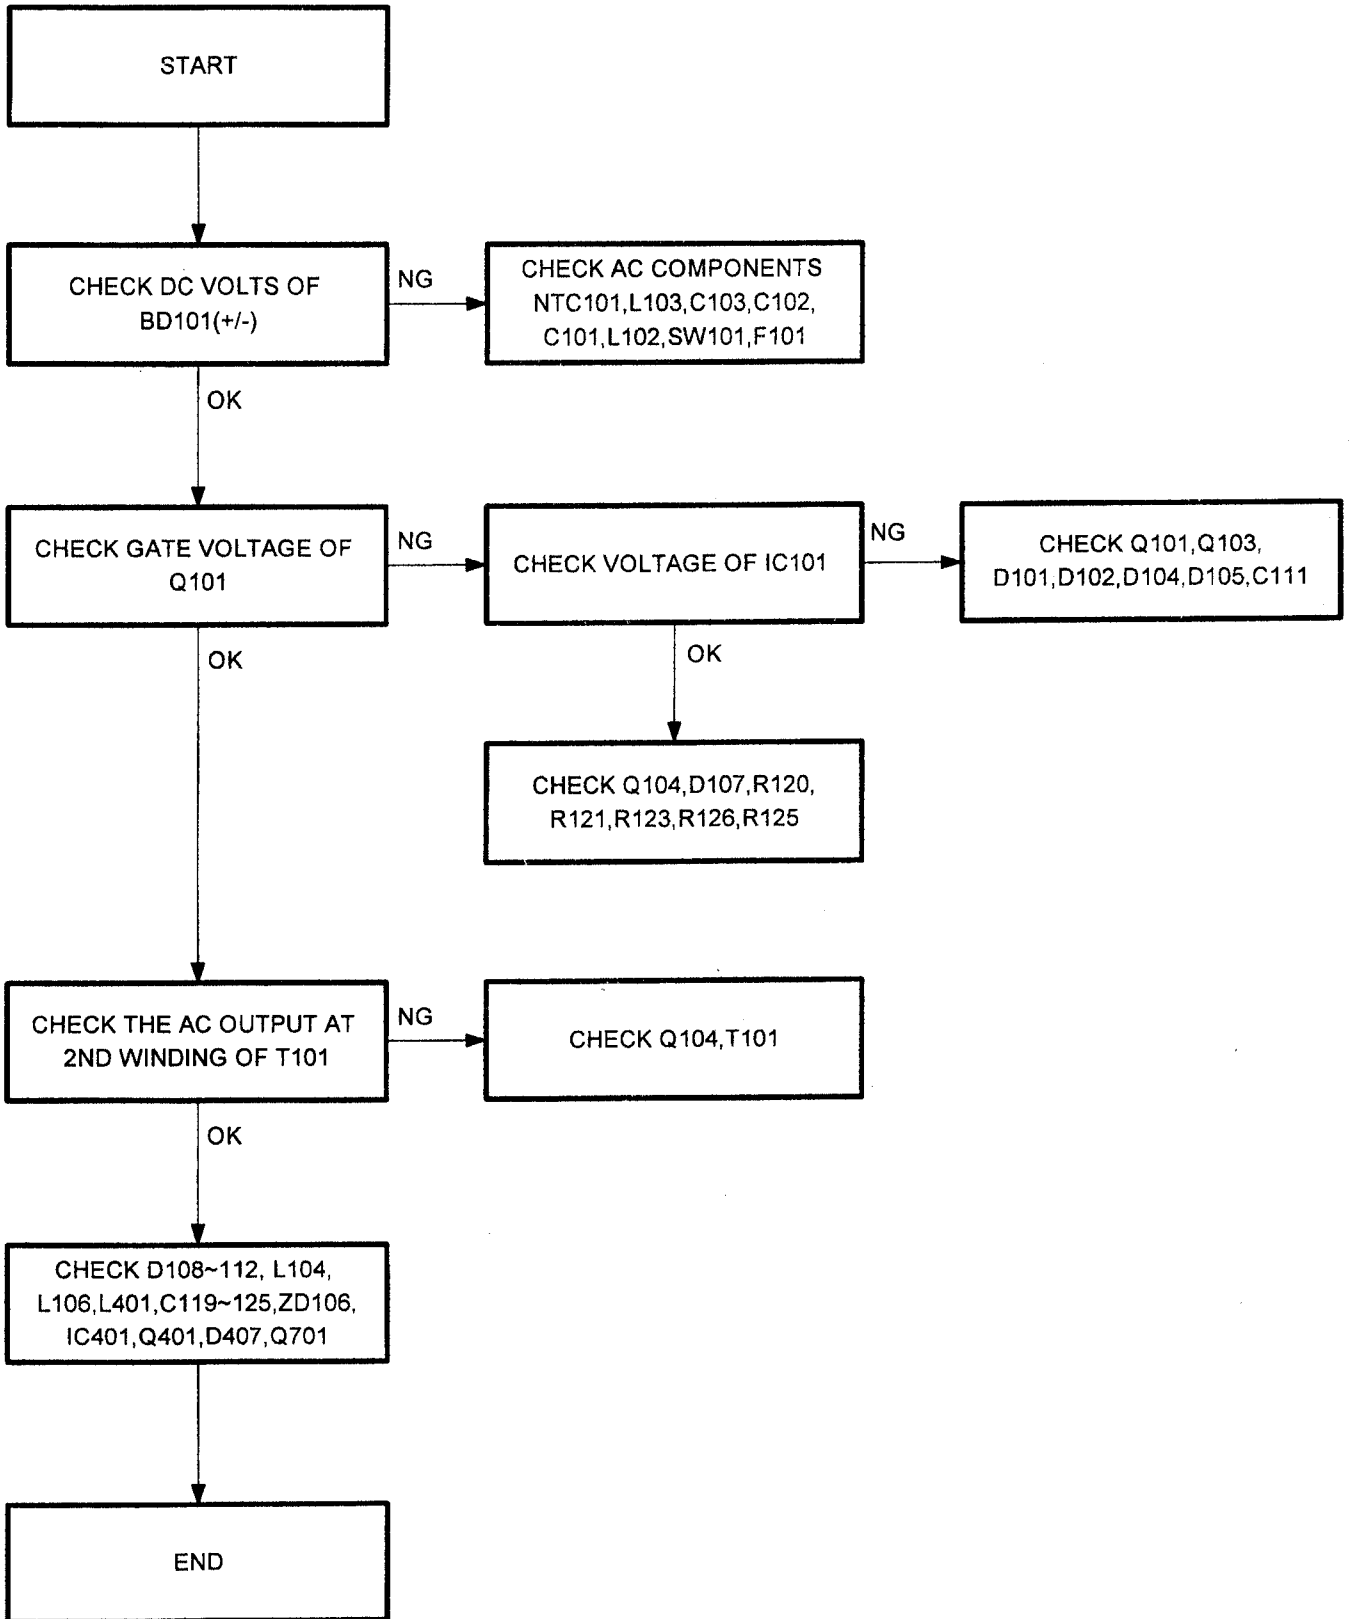 START
CHECK DC VOLTS OF
BD101(+/-)
NG
CHECK AC COMPONENTS
NTC101,L103,C103,C102,
C101,L102,SW101,F101
OK
CHECK GATE VOLTAGE OF
Q101
NG
CHECK VOLTAGE OF IC101
NG
CHECK Q101,Q103,
D101,D102,D104,D105,C111
OK
OK
CHECK Q104,D107,R120,
R121,R123,R126,R125
CHECK THE AC OUTPUT AT
2ND WINDING OF T101
NG
CHECK Q104,T101
OK
CHECK D108~112, L104,
L106,L401,C119~125,ZD106,
IC401,Q401,D407,Q701
END